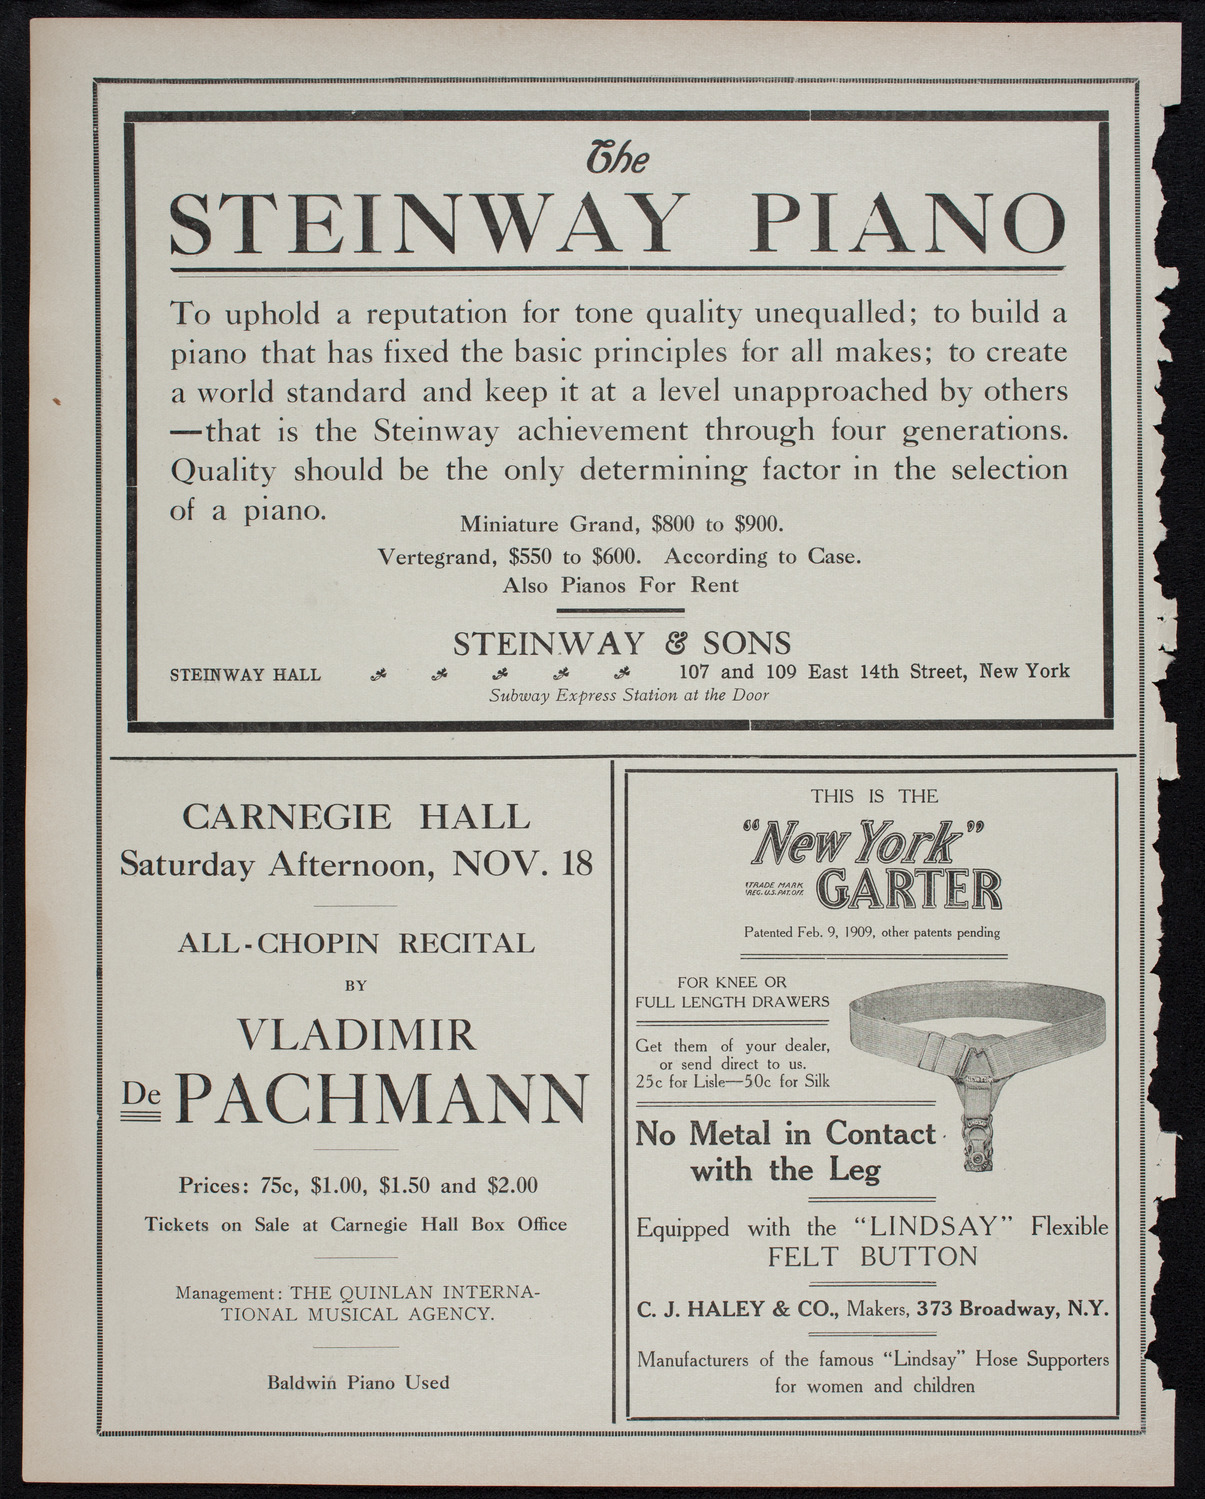 The
STEINWAY PIANO
To uphold a reputation for tone quality unequalled; to build a
piano that has fixed the basic principles for all makes; to create
a world standard and keep it at a level unapproached by others
—that is the Steinway achievement through four generations.
Quality should be the only determining factor in the selection
of a piano.
Miniature Grand, $800 to $900.
Vertegrand, $550 to $600. According to Case.
Also Pianos For Rent
STEINWAY & SONS
STEINWAY HALL 107 and 109 East 14th Street, New York
Subway Express Station at the Door
CARNEGIE HALL
Saturday Afternoon, NOV. 18
ALL-CHOPIN RECITAL
BY
VLADIMIR
De PACHMANN
Prices: 75c, $1.00, $1.50 and $2.00
Tickets on Sale at Carnegie Hall Box Office
Management: THE QUINLAN INTERNA-
TIONAL MUSICAL AGENCY.
Baldwin Piano Used
THIS IS THE
"New York"
TRADE MARK
REG. U.S. PAT. OFF.
GARTER
Patented Feb. 9, 1909, other patents pending
FOR KNEE OR
FULL LENGTH DRAWERS
Get them of your dealer,
or send direct to us.
25c for Lisle—50c for Silk
No Metal in Contact
with the Leg
Equipped with the "LINDSAY" Flexible
FELT BUTTON
C. J. HALEY & CO., Makers, 373 Broadway, N.Y.
Manufacturers of the famous "Lindsay" Hose Supporters
for women and children